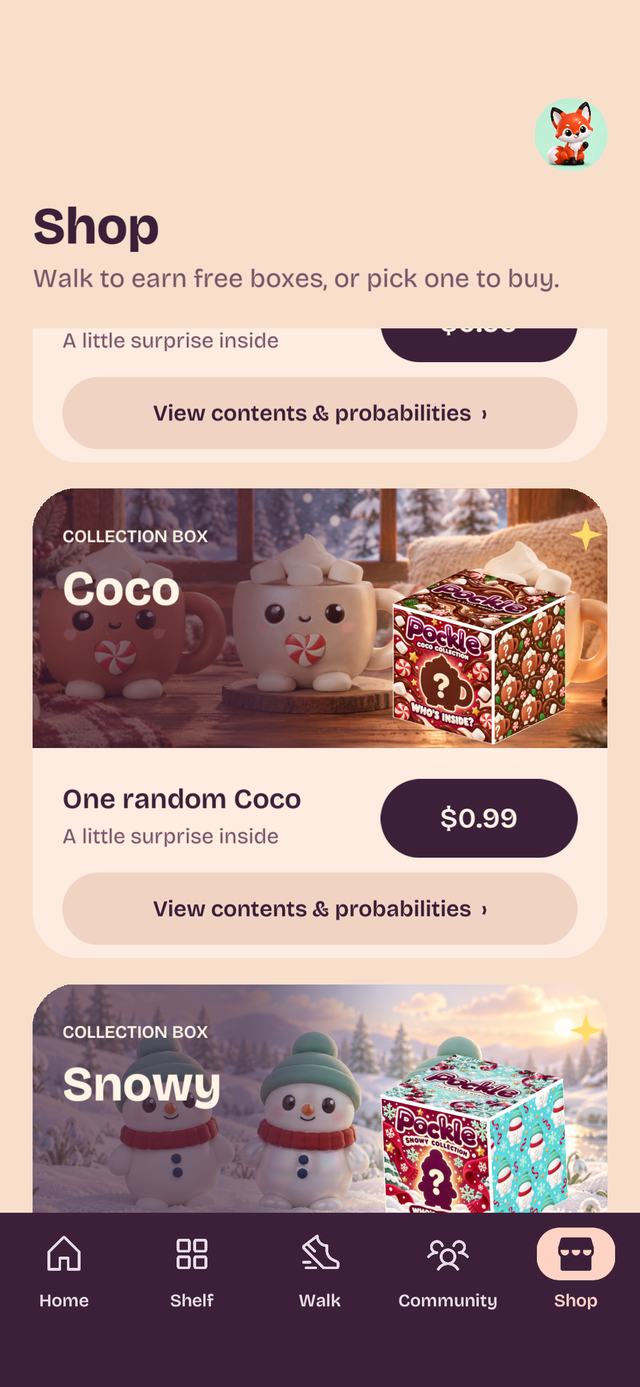 Shop
Walk to earn free boxes, or pick one to buy.
A little surprise inside
View contents & probabilities ›
COLLECTION BOX
Coco
Pockle
Pockle
COCO COLLECTION
?
WHO'S INSIDE?
One random Coco
$0.99
A little surprise inside
View contents & probabilities ›
COLLECTION BOX
Snowy
Pockle
Pockle
SNOWY COLLECTION
?
Home
Shelf
Walk
Community
Shop